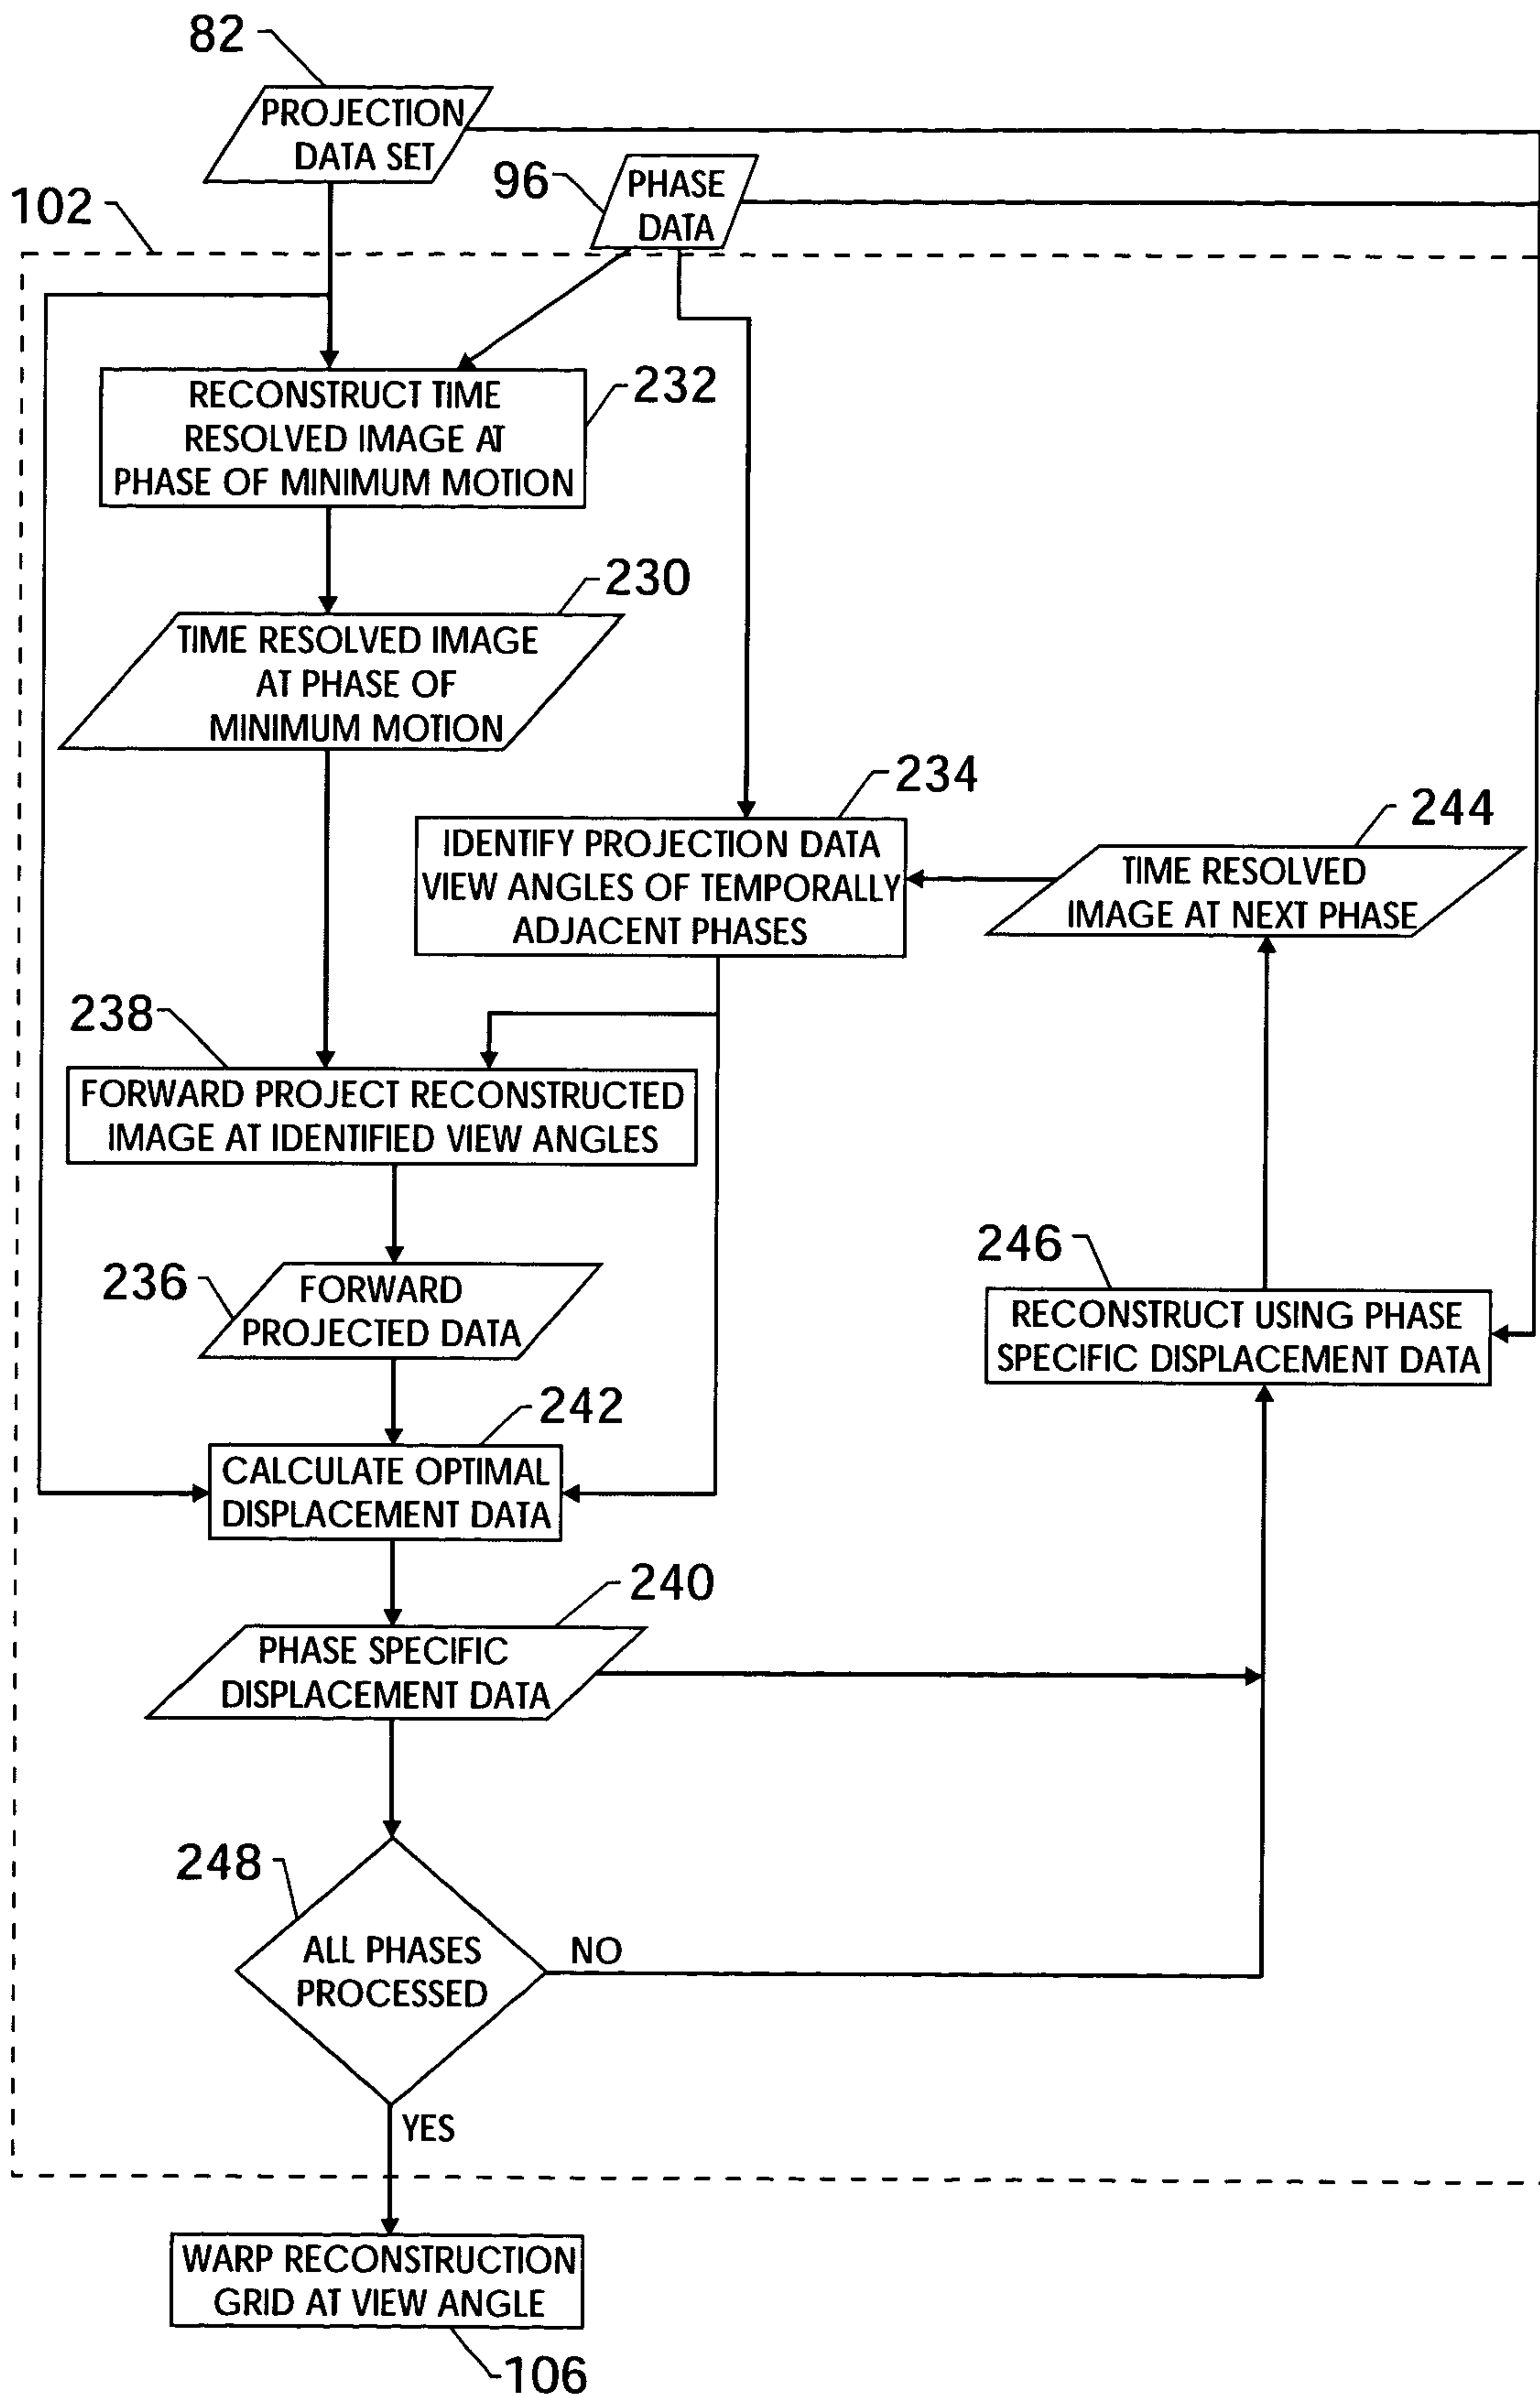 82
PROJECTION
DATA SET
96
PHASE
DATA
102
RECONSTRUCT TIME
RESOLVED IMAGE AT
PHASE OF MINIMUM MOTION
232
230
TIME RESOLVED IMAGE
AT PHASE OF
MINIMUM MOTION
234
IDENTIFY PROJECTION DATA
VIEW ANGLES OF TEMPORALLY
ADJACENT PHASES
244
TIME RESOLVED
IMAGE AT NEXT PHASE
238
FORWARD PROJECT RECONSTRUCTED
IMAGE AT IDENTIFIED VIEW ANGLES
236
FORWARD
PROJECTED DATA
246
RECONSTRUCT USING PHASE
SPECIFIC DISPLACEMENT DATA
242
CALCULATE OPTIMAL
DISPLACEMENT DATA
240
PHASE SPECIFIC
DISPLACEMENT DATA
248
ALL PHASES
PROCESSED
NO
YES
WARP RECONSTRUCTION
GRID AT VIEW ANGLE
106